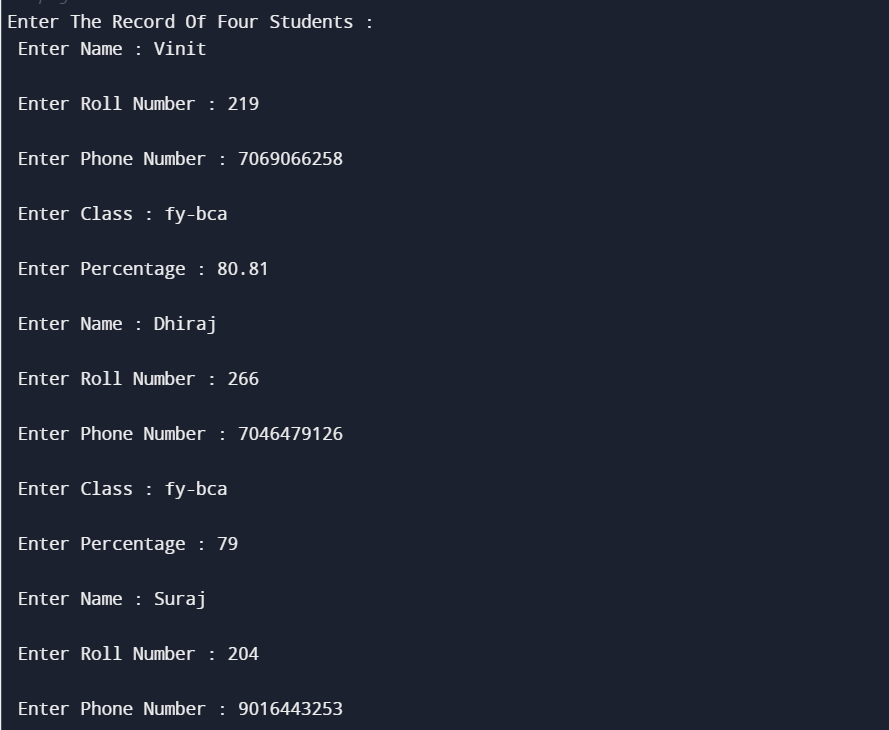 Enter The Record Of Four Students :
Enter Name : Vinit
Enter Roll Number : 219
Enter Phone Number : 7069066258
Enter Class : fy-bca
Enter Percentage : 80.81
Enter Name : Dhiraj
Enter Roll Number : 266
Enter Phone Number : 7046479126
Enter Class : fy-bca
Enter Percentage : 79
Enter Name : Suraj
Enter Roll Number : 204
Enter Phone Number : 9016443253